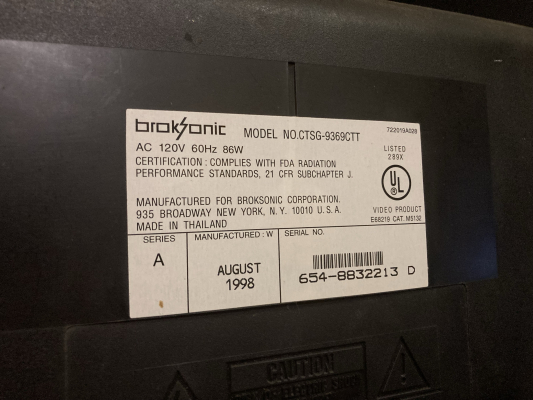 broksonic MODEL NO.CTSG-9369CTT 722019A028
AC 120V 60Hz 86W
CERTIFICATION : COMPLIES WITH FDA RADIATION
PERFORMANCE STANDARDS, 21 CFR SUBCHAPTER J.
LISTED
289X
UL
MANUFACTURED FOR BROKSONIC CORPORATION.
935 BROADWAY NEW YORK, N.Y. 10010 U.S.A.
MADE IN THAILAND
VIDEO PRODUCT
E68219 CAT. M5132
SERIES
A
MANUFACTURED : W
AUGUST
1998
SERIAL NO.
654-8832213 D
CAUTION